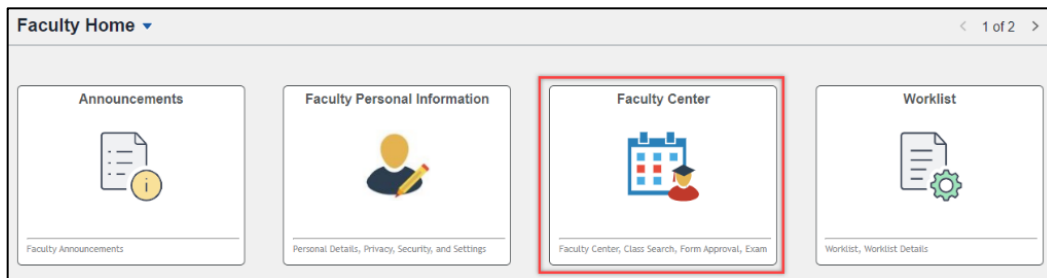 Faculty Home
1 of 2
Announcements
Faculty Personal Information
Faculty Center
Worklist
i
Faculty Announcements
Personal Details, Privacy, Security, and Settings
Faculty Center, Class Search, Form Approval, Exam
Worklist, Worklist Details